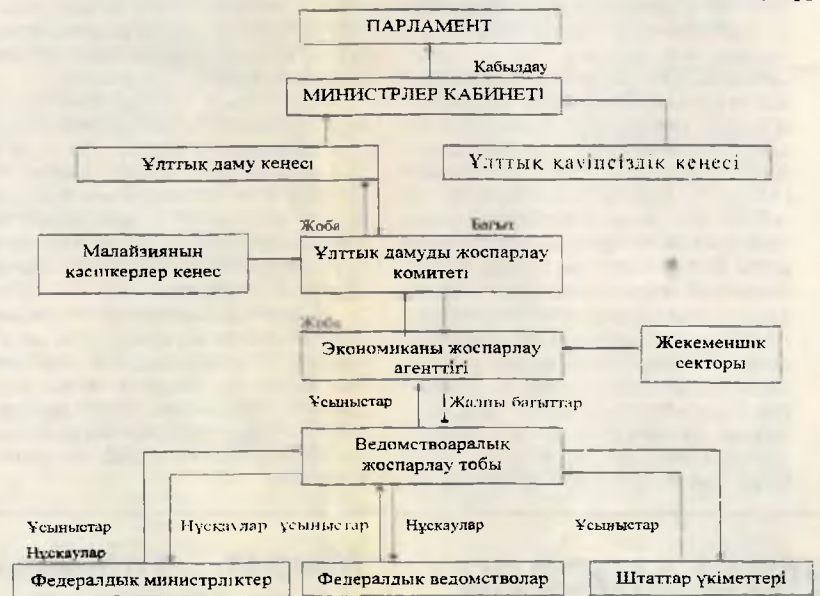 ПАРЛАМЕНТ
Қабылдау
МИНИСТРЛЕР КАБИНЕТІ
Ұлттық даму кеңесі
Ұлттық қауіпсіздік кеңесі
Жоба
Бағыт
Малайзияның
кәсіпкерлер кеңес
Ұлттық дамуды жоспарлау
комитеті
Жоба
Экономиканы жоспарлау
агенттігі
Жекеменшік
секторы
Ұсыныстар
Жалпы бағыттар
Ведомствоаралық
жоспарлау тобы
Ұсыныстар
Нұсқаулар ұсыныстар
Нұсқаулар
Ұсыныстар
Нұсқаулар
Федералдық министрліктер
Федералдық ведомстволар
Штаттар үкіметтері